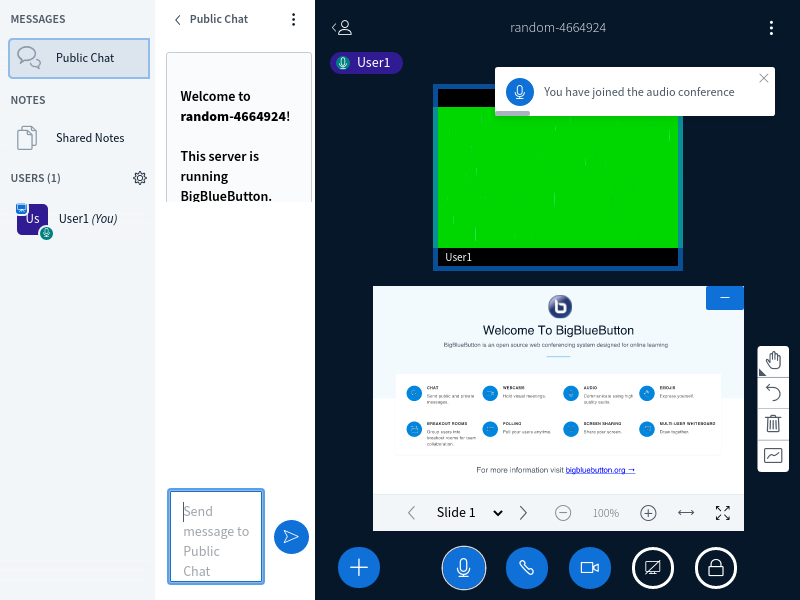 MESSAGES
Public Chat
NOTES
Shared Notes
USERS (1)
Us
User1 (You)
Public Chat
Welcome to
random-4664924!
This server is
running
BigBlueButton.
Send
message to
Public
Chat
random-4664924
User1
You have joined the audio conference
User1
b
Welcome To BigBlueButton
BigBlueButton is an open source web conferencing system designed for online learning
CHAT
Send public and private
messages.
WEBCAMS
Hold visual meetings.
AUDIO
Communicate using high
quality audio.
EMOJIS
Express yourself.
BREAKOUT ROOMS
Group users into
breakout rooms for team
collaboration.
POLLING
Poll your users anytime.
SCREEN SHARING
Share your screen.
MULTI-USER WHITEBOARD
Draw together.
For more information visit bigbluebutton.org →
Slide 1
100%